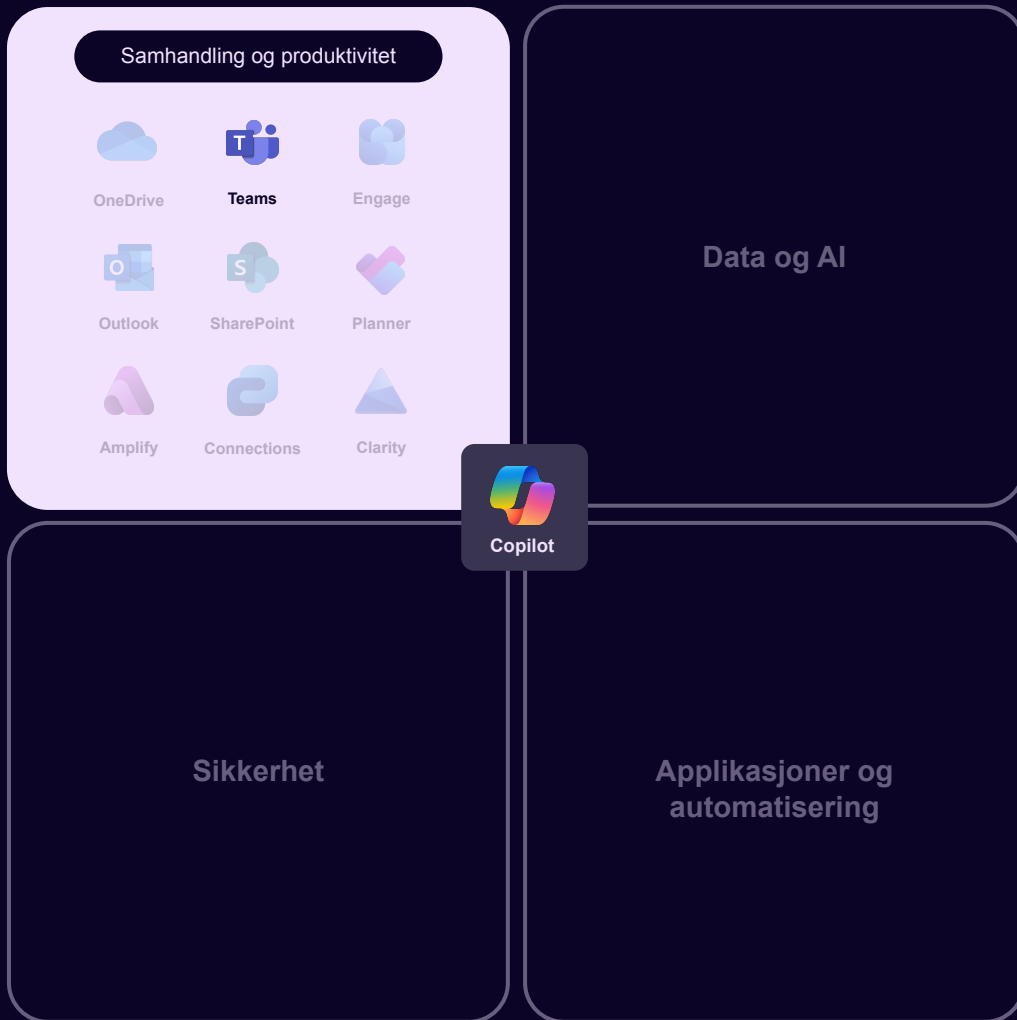 Samhandling og produktivitet
T
OneDrive
Teams
Engage
O
S
Outlook
SharePoint
Planner
Amplify
Connections
Clarity
Data og AI
Copilot
Sikkerhet
Applikasjoner og
automatisering